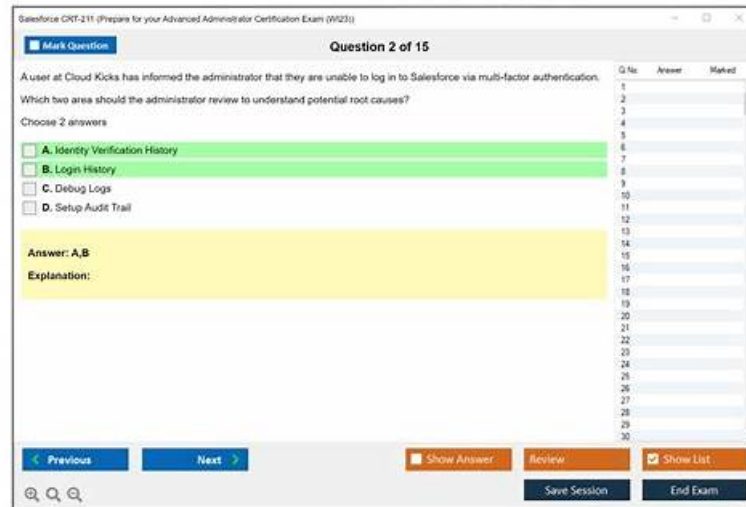 Salesforce CRT-211 (Prepare for your Advanced Administrator Certification Exam (WI23))
Mark Question
Question 2 of 15
A user at Cloud Kicks has informed the administrator that they are unable to log in to Salesforce via multi-factor authentication.
Which two area should the administrator review to understand potential root causes?
Choose 2 answers
A. Identity Verification History
B. Login History
C. Debug Logs
D. Setup Audit Trail
Answer: A,B
Explanation:
Q.No Answer Marked
1
2
3
4
5
6
7
8
9
10
11
12
13
14
15
16
17
18
19
20
21
22
23
24
25
26
27
28
29
30
Previous
Next
Show Answer
Review
Show List
Save Session
End Exam